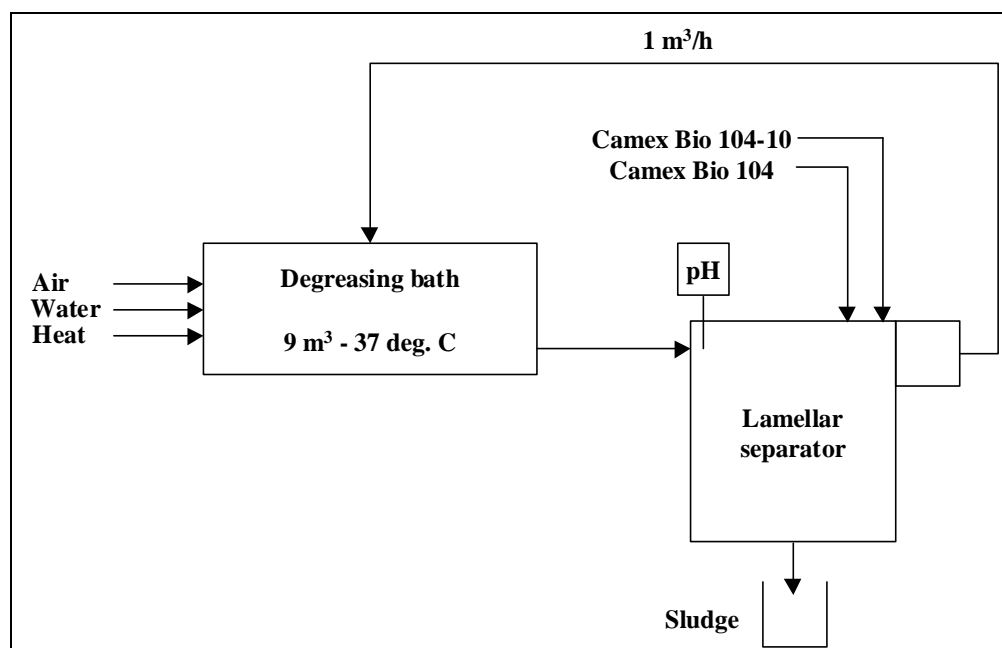 1 m³/h
Camex Bio 104-10
Camex Bio 104
Air
Water
Heat
Degreasing bath
9 m³ - 37 deg. C
pH
Lamellar
separator
Sludge